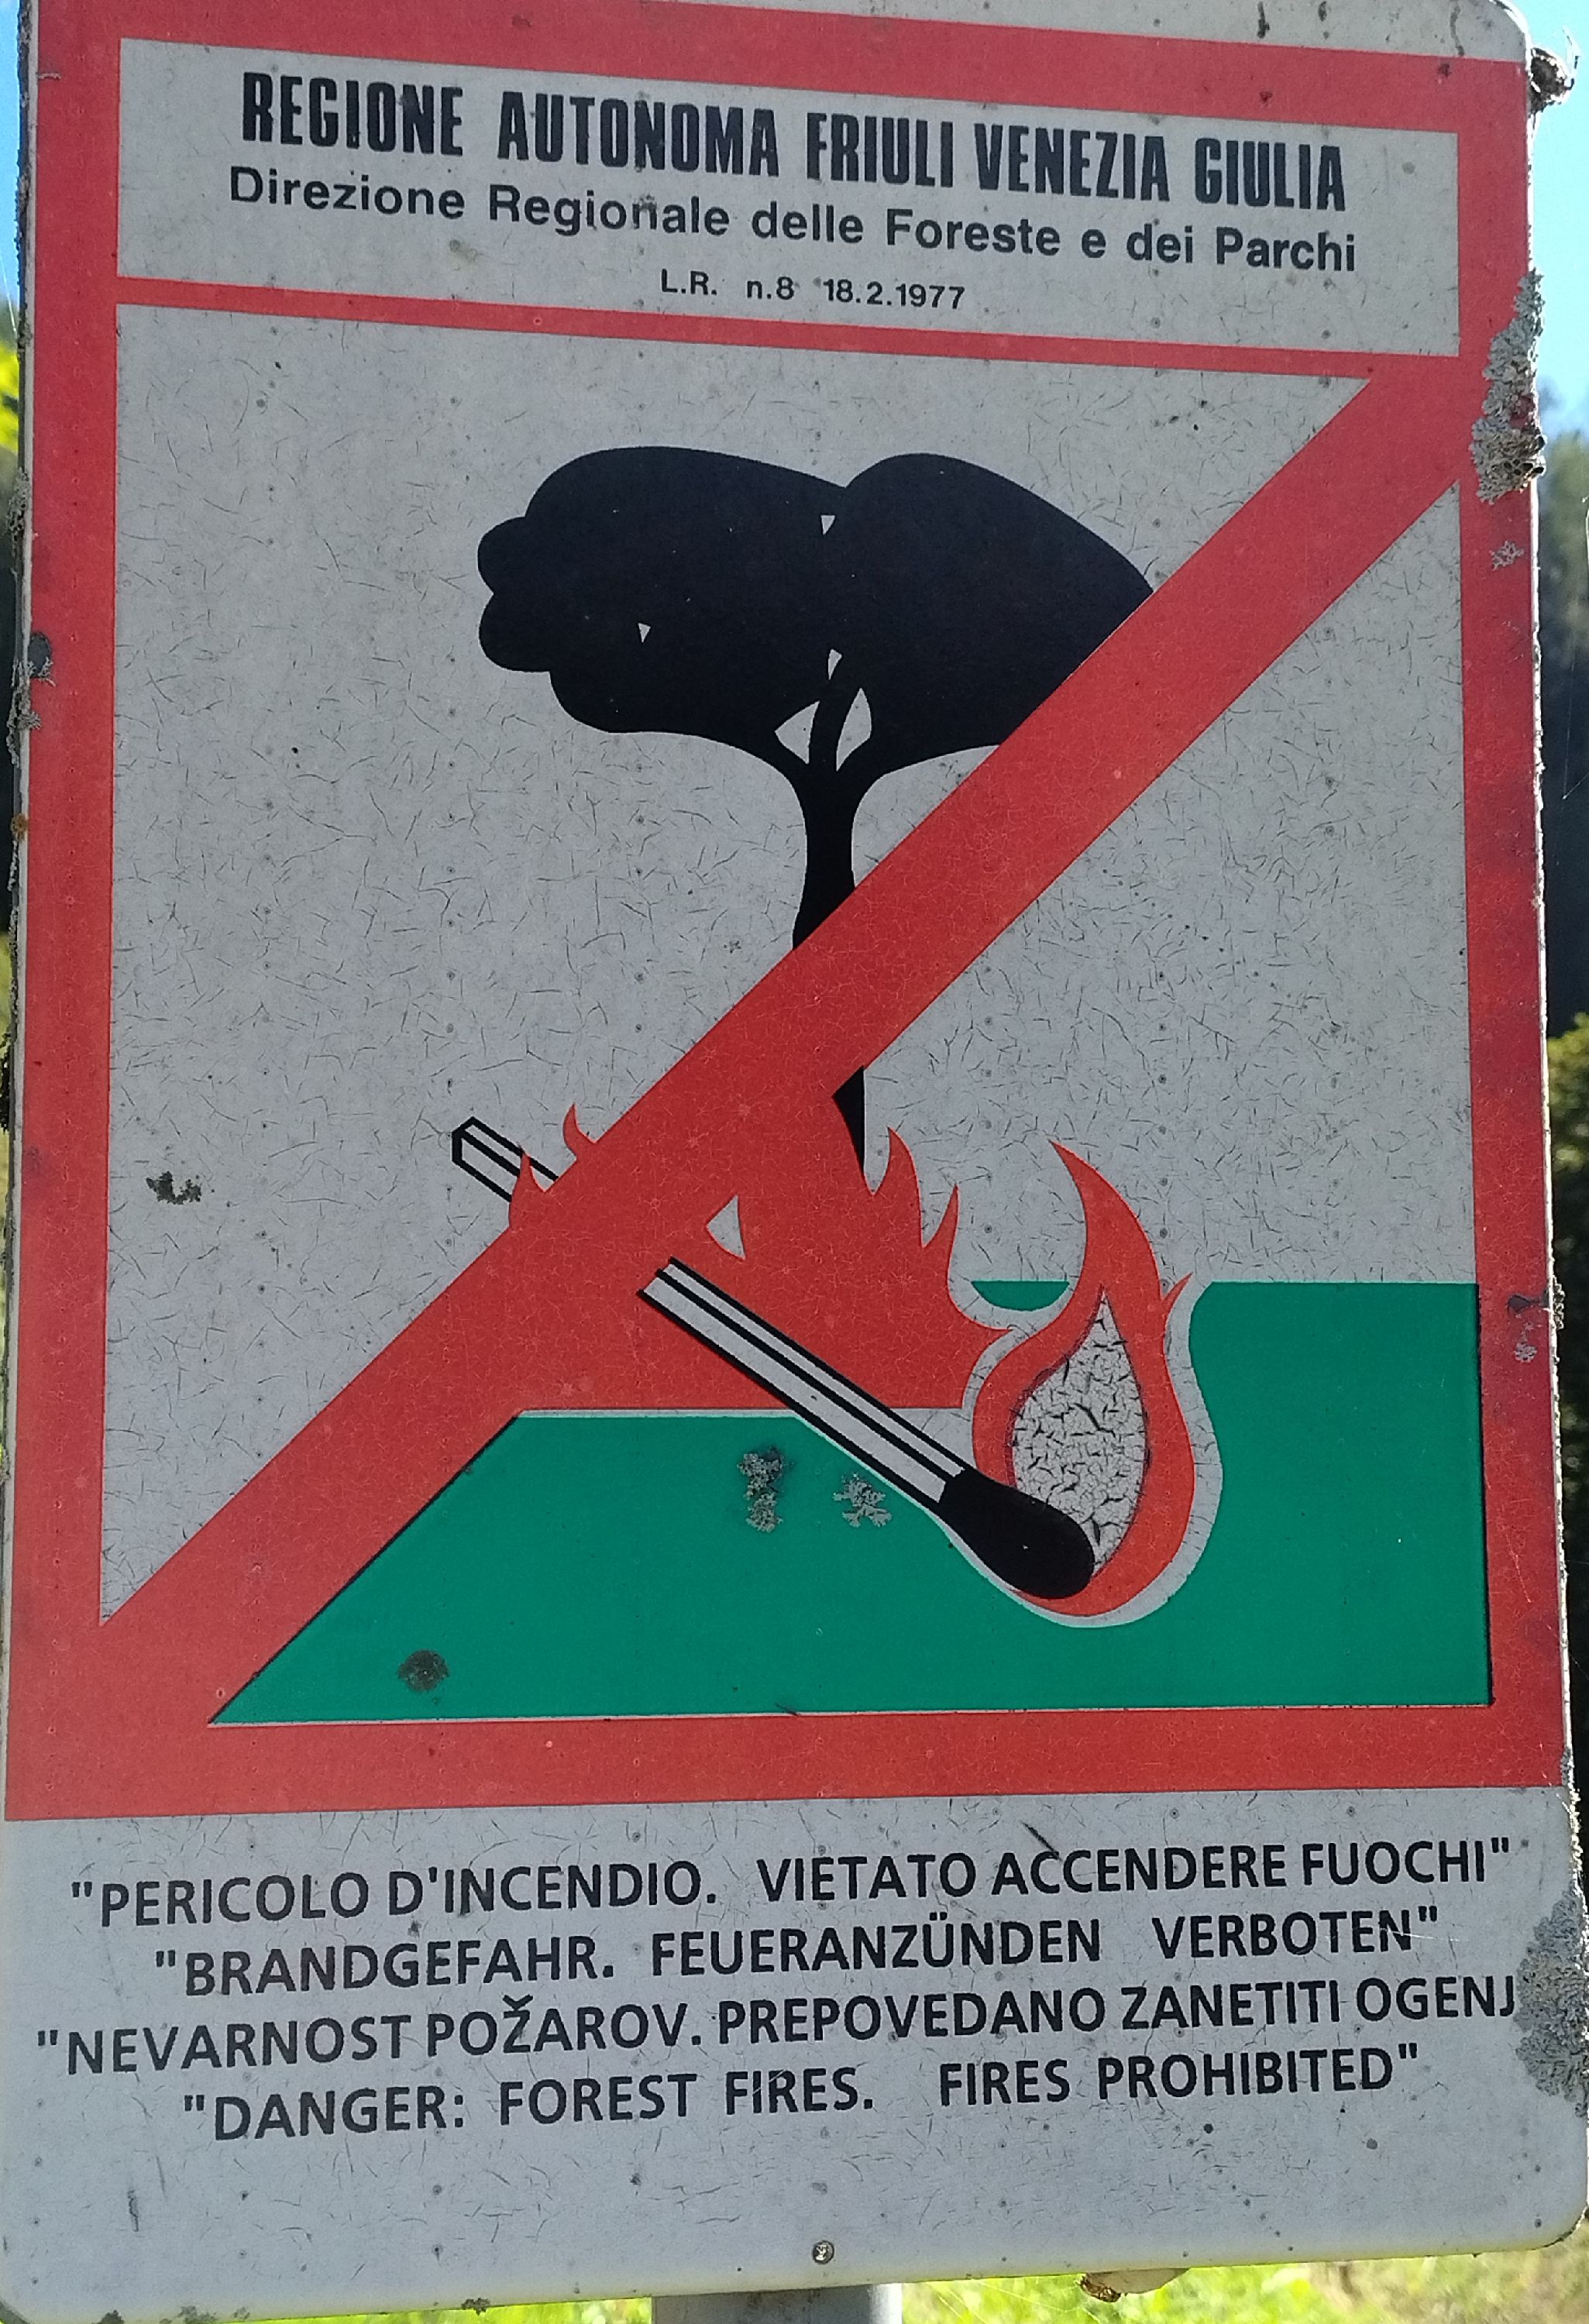 REGIONE AUTONOMA FRIULI VENEZIA GIULIA
Direzione Regionale delle Foreste e dei Parchi
L.R. n.8 18.2.1977
"PERICOLO D'INCENDIO. VIETATO ACCENDERE FUOCHI"
"BRANDGEFAHR. FEUERANZÜNDEN VERBOTEN"
"NEVARNOST POŽAROV. PREPOVEDANO ZANETITI OGENJ
"DANGER: FOREST FIRES. FIRES PROHIBITED"